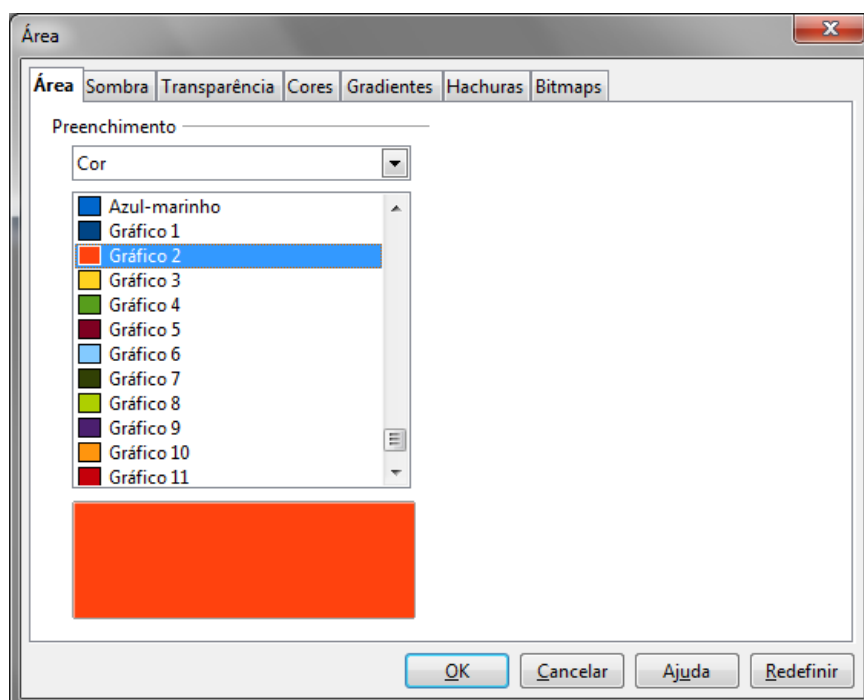 Área
Área Sombra Transparência Cores Gradientes Hachuras Bitmaps
Preenchimento
Cor
Azul-marinho
Gráfico 1
Gráfico 2
Gráfico 3
Gráfico 4
Gráfico 5
Gráfico 6
Gráfico 7
Gráfico 8
Gráfico 9
Gráfico 10
Gráfico 11
OK Cancelar Ajuda Redefinir